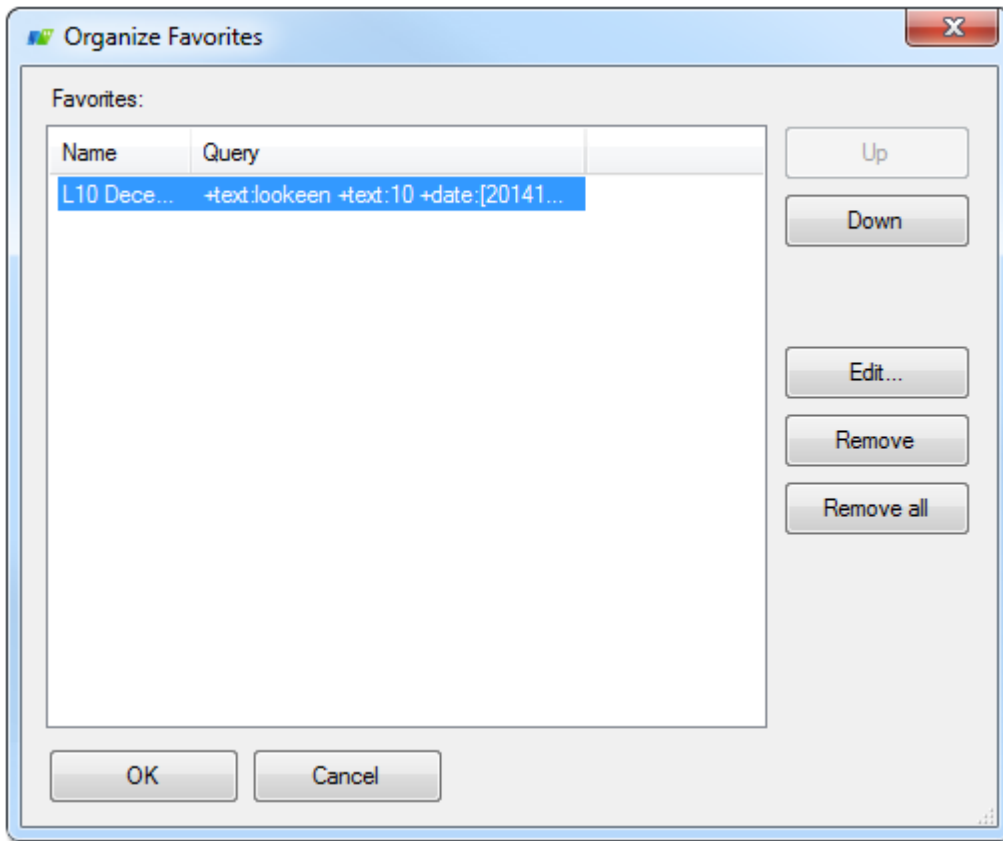 Organize Favorites
Favorites:
Name Query
L10 Dece... +text:lookeen +text:10 +date:[20141...
Up
Down
Edit...
Remove
Remove all
OK Cancel